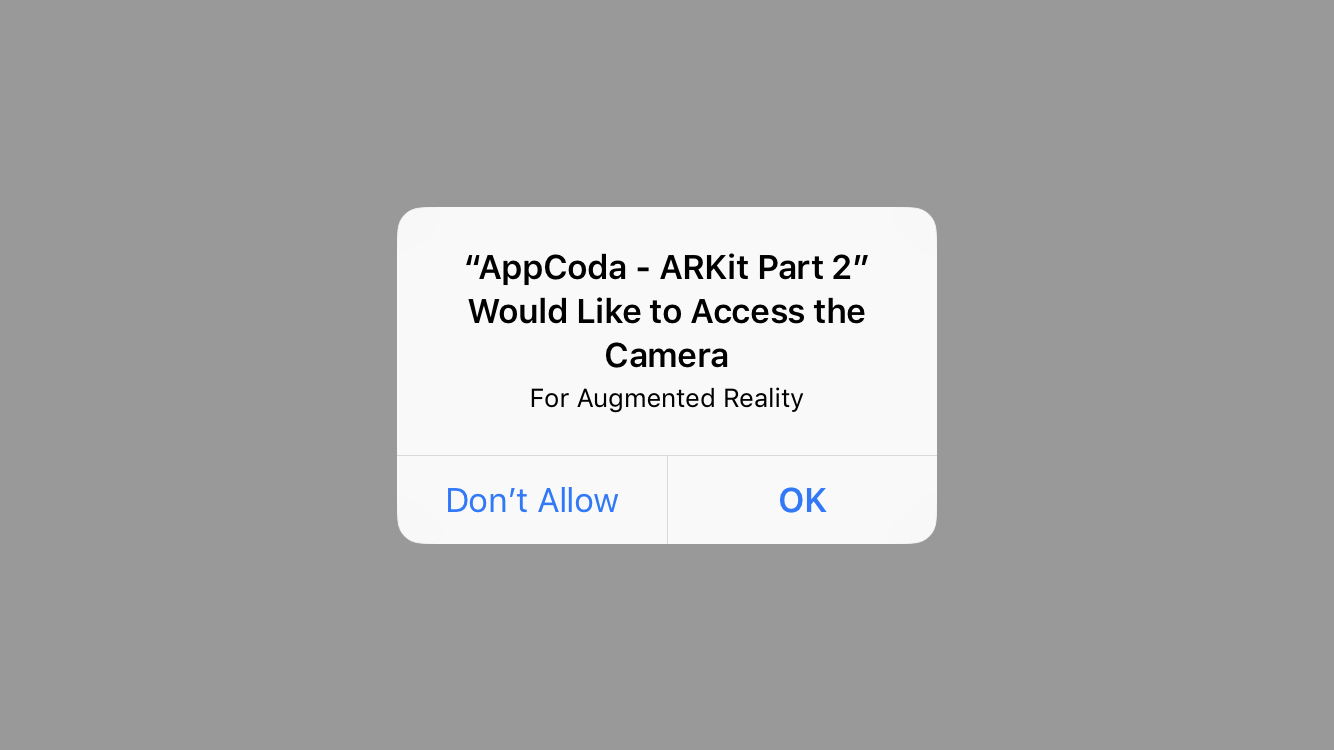 “AppCoda - ARKit Part 2”
Would Like to Access the
Camera
For Augmented Reality
Don’t Allow
OK